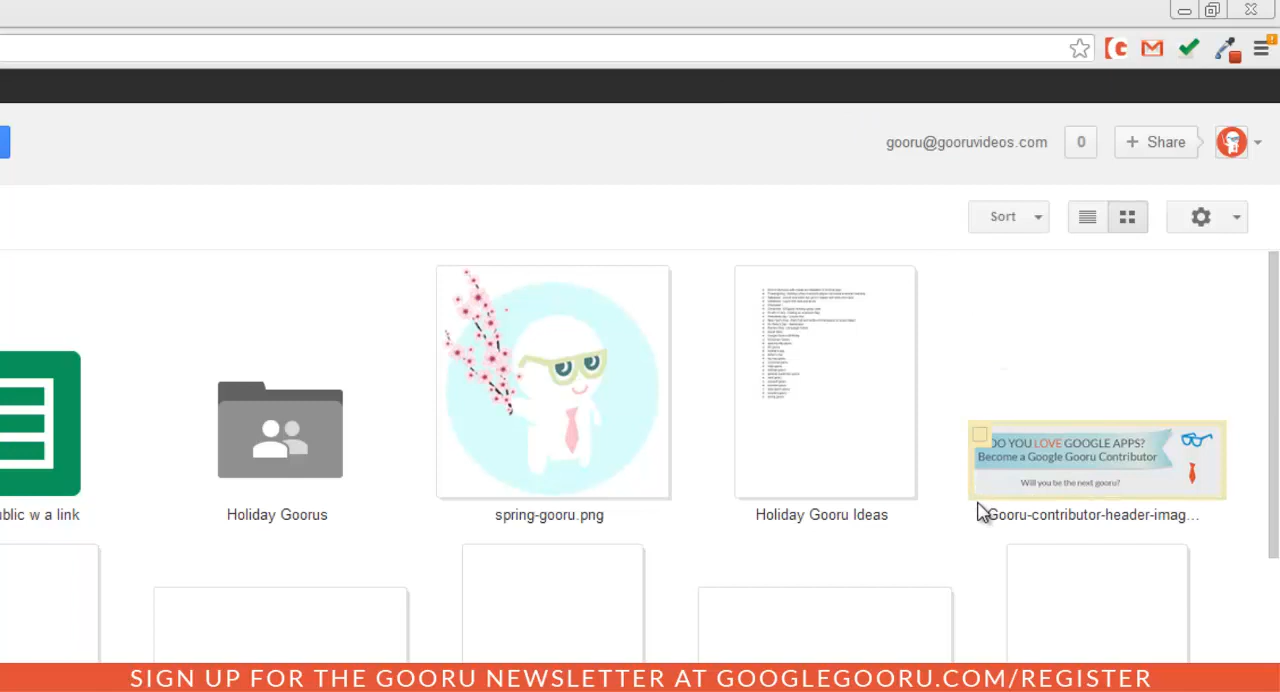 gooru@gooruvideos.com
0
+ Share
Sort
DO YOU LOVE GOOGLE APPS?
Become a Google Gooru Contributor
Will you be the next gooru?
ublic w a link
Holiday Goorus
spring-gooru.png
Holiday Gooru Ideas
Gooru-contributor-header-imag...
SIGN UP FOR THE GOORU NEWSLETTER AT GOOGLEGOORU.COM/REGISTER